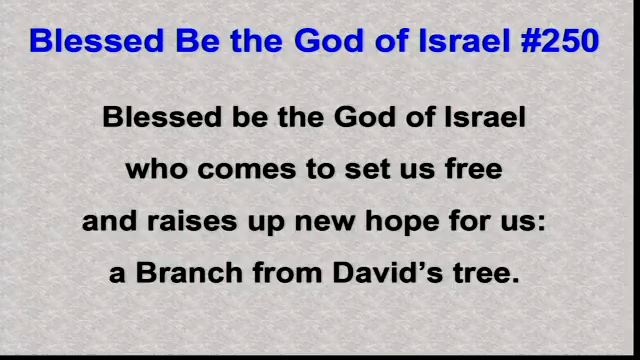 Blessed Be the God of Israel #250
Blessed be the God of Israel
who comes to set us free
and raises up new hope for us:
a Branch from David’s tree.